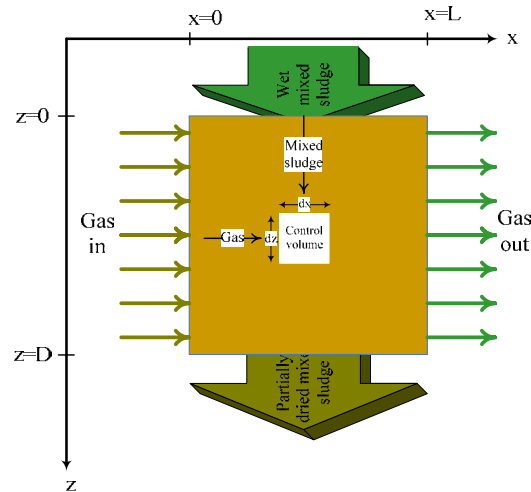 x=0
x=L
x
Wet
mixed
sludge
z=0
Mixed
sludge
dx
Gas
in
Gas
dz
Control
volume
Gas
out
z=D
Partially
dried mixed
sludge
z